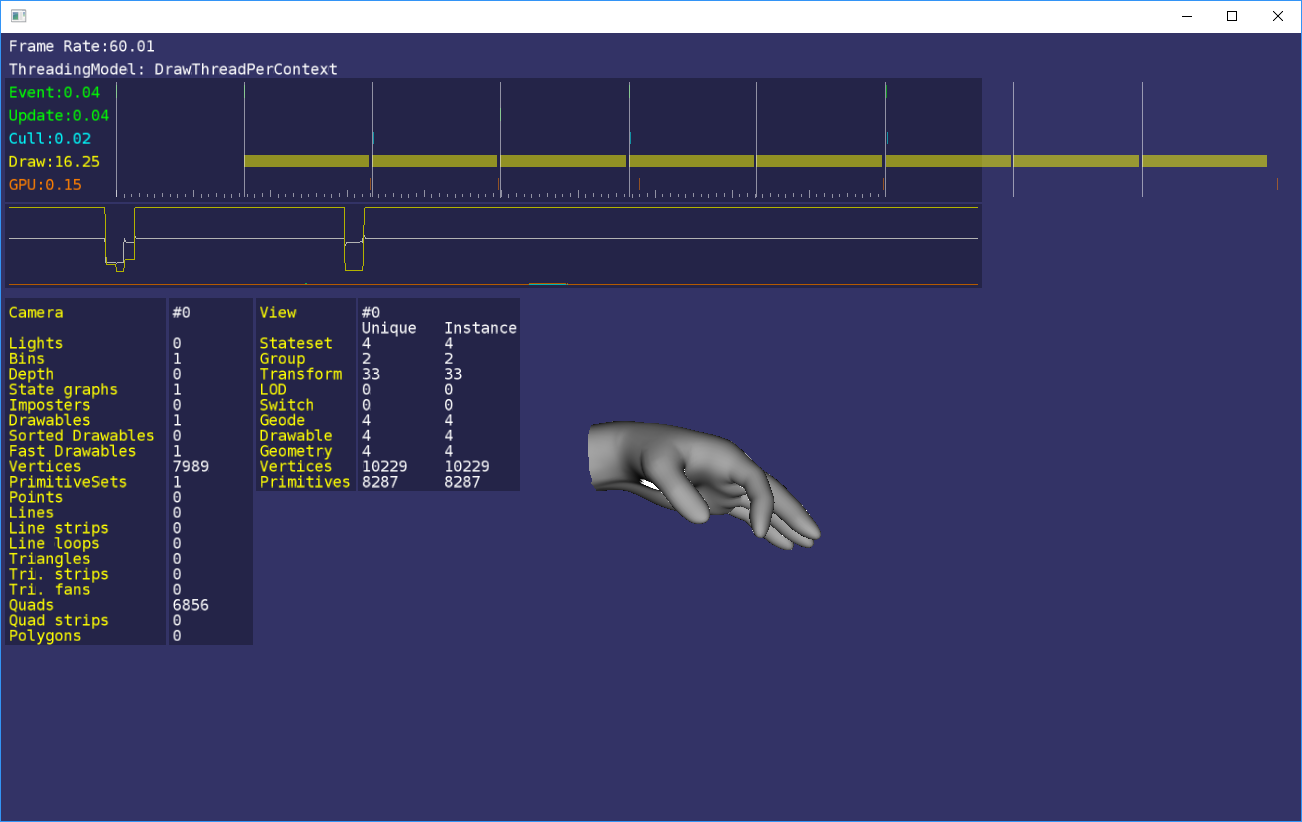 Frame Rate:60.01
ThreadingModel: DrawThreadPerContext
Event:0.04
Update:0.04
Cull:0.02
Draw:16.25
GPU:0.15
Camera #0 View #0
Unique Instance
Lights 0 Stateset 4 4
Bins 1 Group 2 2
Depth 0 Transform 33 33
State graphs 1 LOD 0 0
Imposters 0 Switch 0 0
Drawables 1 Geode 4 4
Sorted Drawables 0 Drawable 4 4
Fast Drawables 1 Geometry 4 4
Vertices 7989 Vertices 10229 10229
PrimitiveSets 1 Primitives 8287 8287
Points 0
Lines 0
Line strips 0
Line loops 0
Triangles 0
Tri. strips 0
Tri. fans 0
Quads 6856
Quad strips 0
Polygons 0